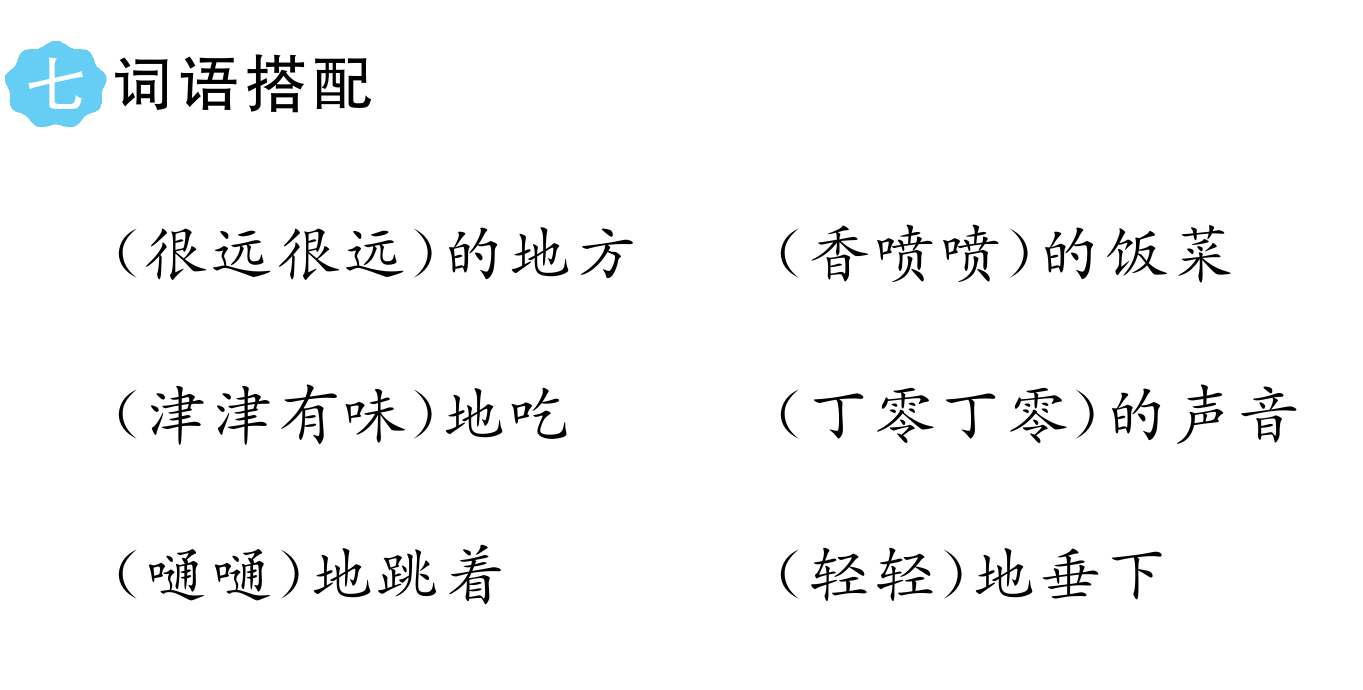 七 词语搭配
(很远很远)的地方 (香喷喷)的饭菜
(津津有味)地吃 (丁零丁零)的声音
(嗵嗵)地跳着 (轻轻)地垂下